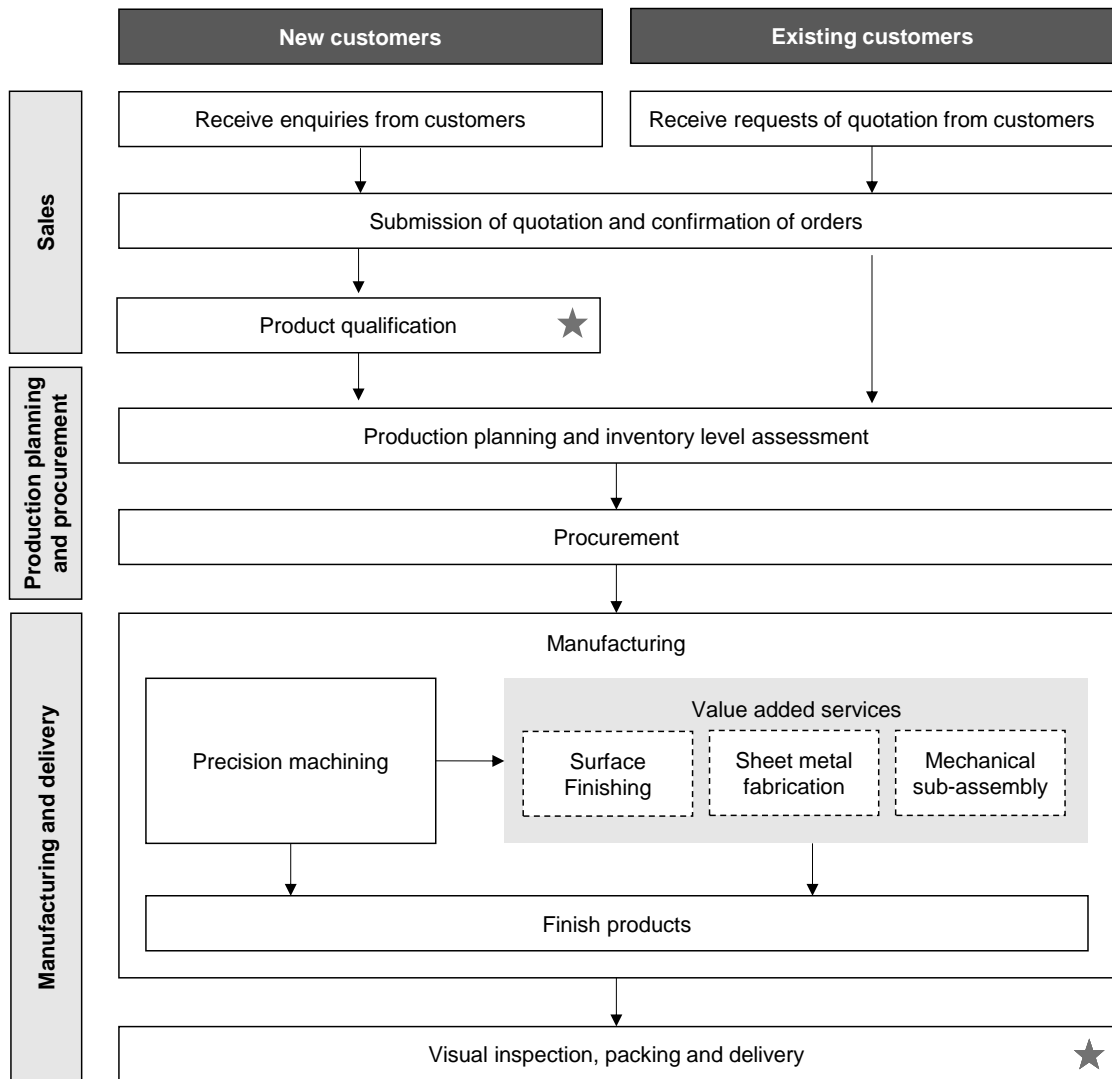 New customers
Existing customers
Sales
Receive enquiries from customers
Receive requests of quotation from customers
Submission of quotation and confirmation of orders
Product qualification
Production planning
and procurement
Production planning and inventory level assessment
Procurement
Manufacturing and delivery
Manufacturing
Precision machining
Value added services
Surface
Finishing
Sheet metal
fabrication
Mechanical
sub-assembly
Finish products
Visual inspection, packing and delivery